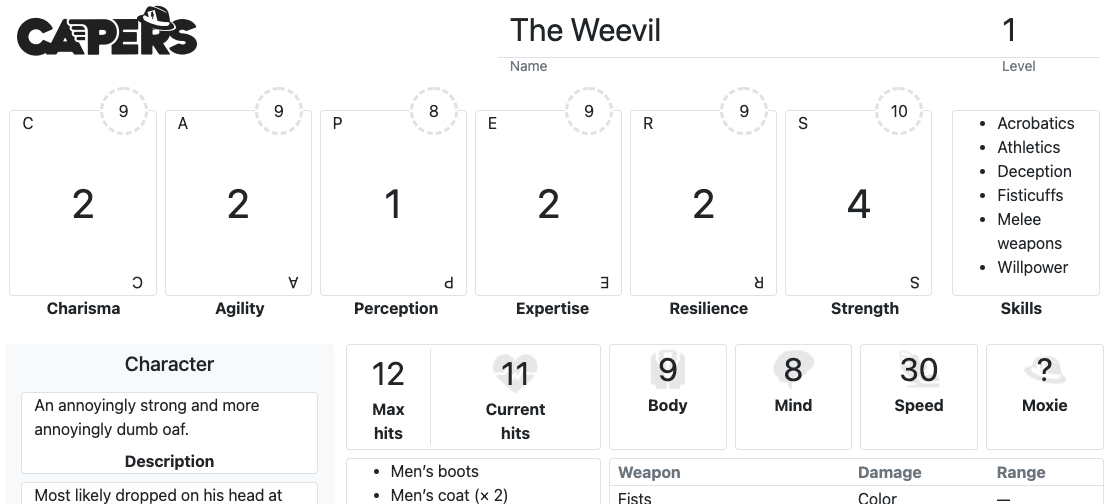 CAPERS
The Weevil
1
Name
Level
9
9
8
9
9
10
C
A
P
E
R
S
2
2
1
2
2
4
C
A
P
E
R
S
Charisma
Agility
Perception
Expertise
Resilience
Strength
Acrobatics
Athletics
Deception
Fisticuffs
Melee
weapons
Willpower
Skills
Character
An annoyingly strong and more
annoyingly dumb oaf.
Description
Most likely dropped on his head at
12
Max
hits
11
Current
hits
9
Body
8
Mind
30
Speed
?
Moxie
Men’s boots
Men’s coat (× 2)
Weapon
Damage
Range
Fists
Color
—